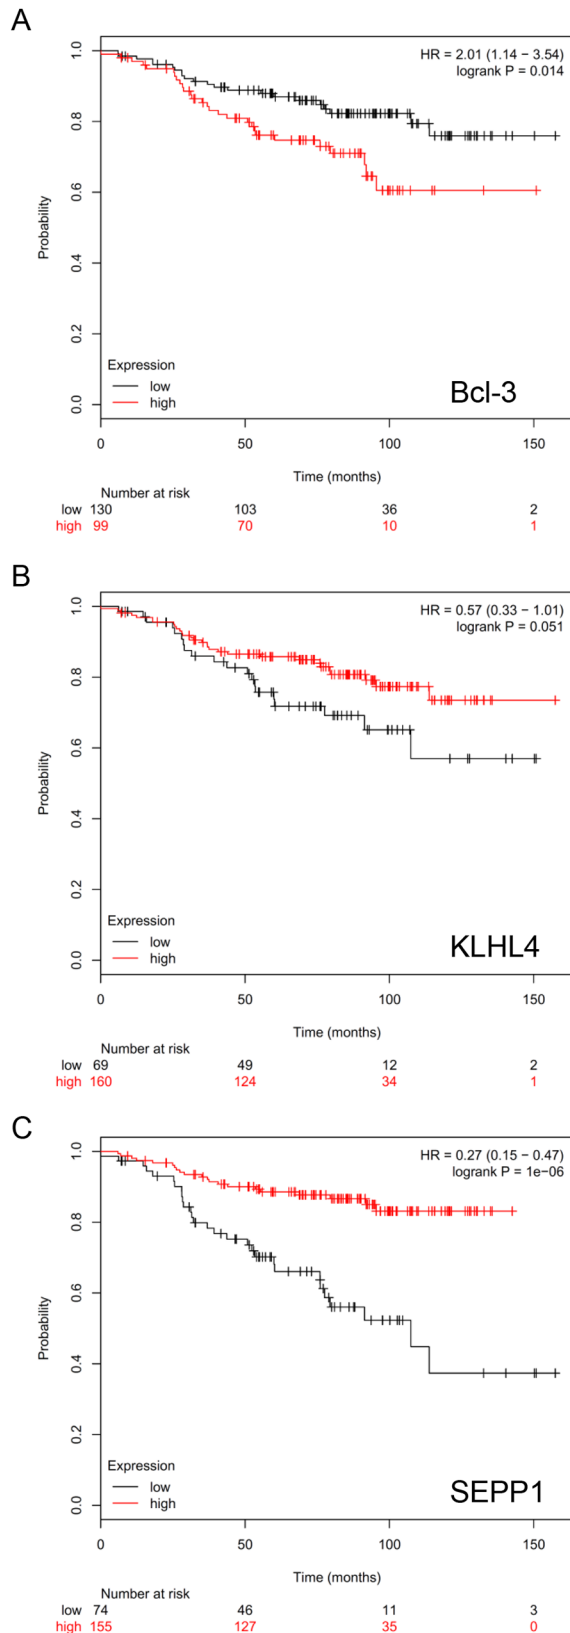 A
HR = 2.01 (1.14 − 3.54)
logrank P = 0.014
1.0
0.8
0.6
0.4
0.2
0.0
Probability
Expression
low
high
Bcl-3
0 50 100 150
Time (months)
Number at risk
low 130 103 36 2
high 99 70 10 1
B
HR = 0.57 (0.33 − 1.01)
logrank P = 0.051
1.0
0.8
0.6
0.4
0.2
0.0
Probability
Expression
low
high
KLHL4
0 50 100 150
Time (months)
Number at risk
low 69 49 12 2
high 160 124 34 1
C
HR = 0.27 (0.15 − 0.47)
logrank P = 1e−06
1.0
0.8
0.6
0.4
0.2
0.0
Probability
Expression
low
high
SEPP1
0 50 100 150
Time (months)
Number at risk
low 74 46 11 3
high 155 127 35 0